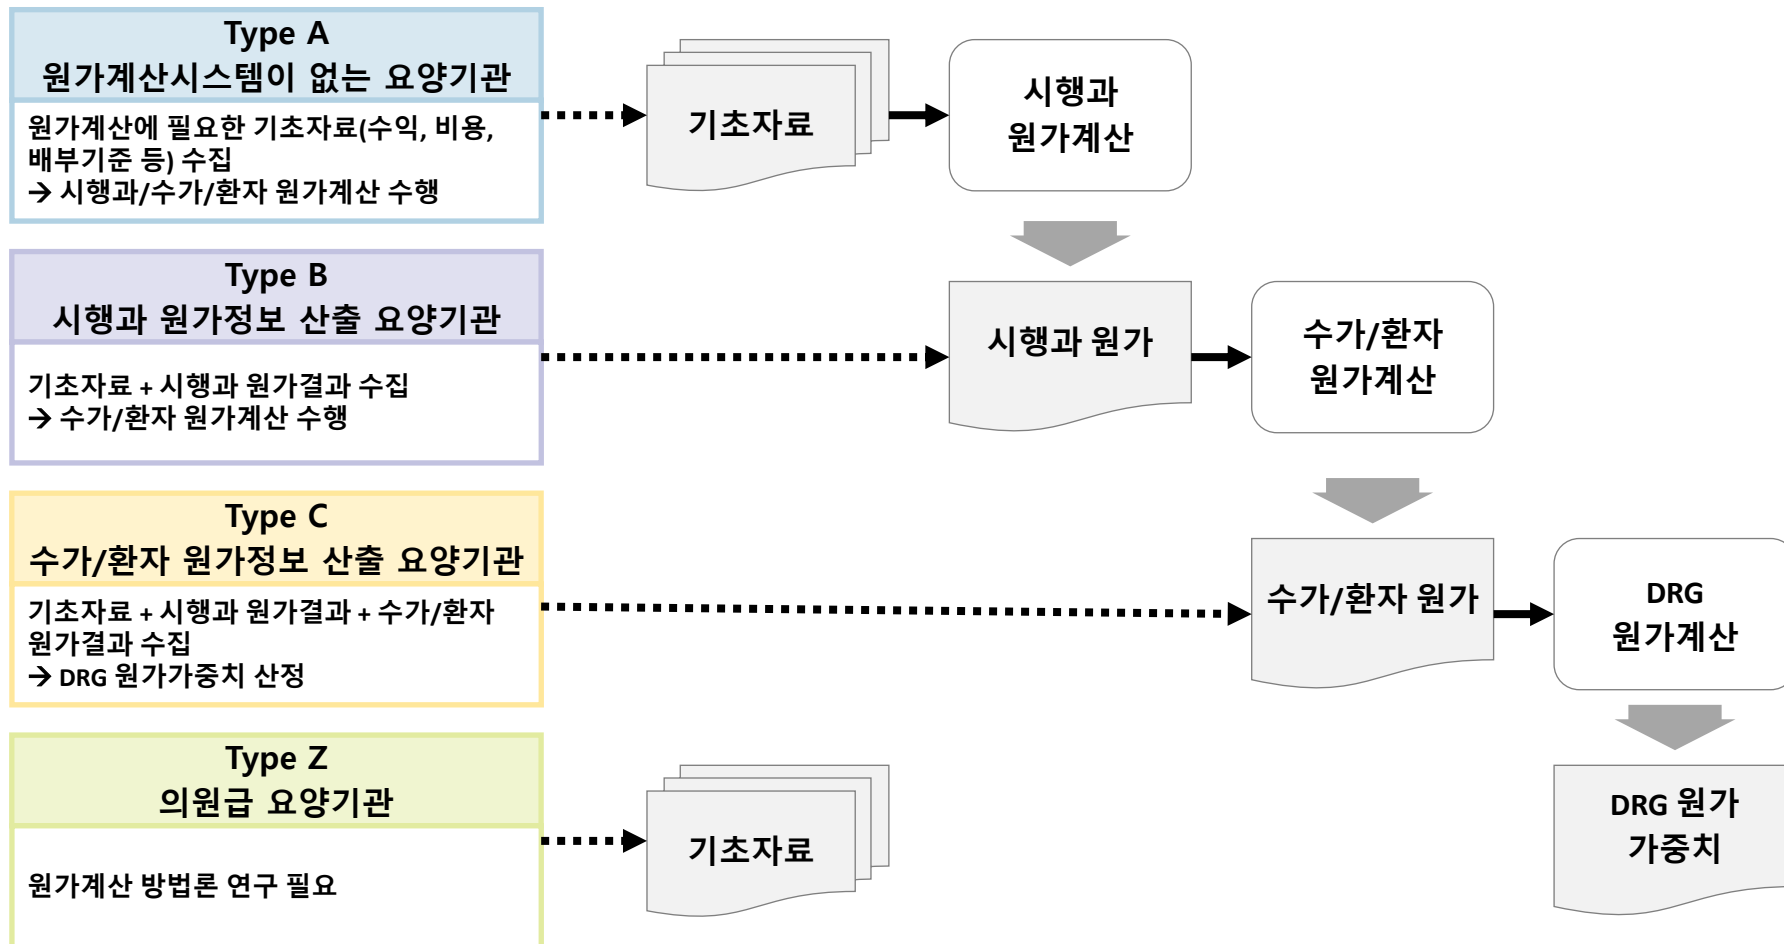 Type A
원가계산시스템이 없는 요양기관
원가계산에 필요한 기초자료(수익, 비용,
배부기준 등) 수집
→ 시행과/수가/환자 원가계산 수행
기초자료
시행과
원가계산
Type B
시행과 원가정보 산출 요양기관
기초자료 + 시행과 원가결과 수집
→ 수가/환자 원가계산 수행
시행과 원가
수가/환자
원가계산
Type C
수가/환자 원가정보 산출 요양기관
기초자료 + 시행과 원가결과 + 수가/환자
원가결과 수집
→ DRG 원가가중치 산정
수가/환자 원가
DRG
원가계산
Type Z
의원급 요양기관
원가계산 방법론 연구 필요
기초자료
DRG 원가
가중치